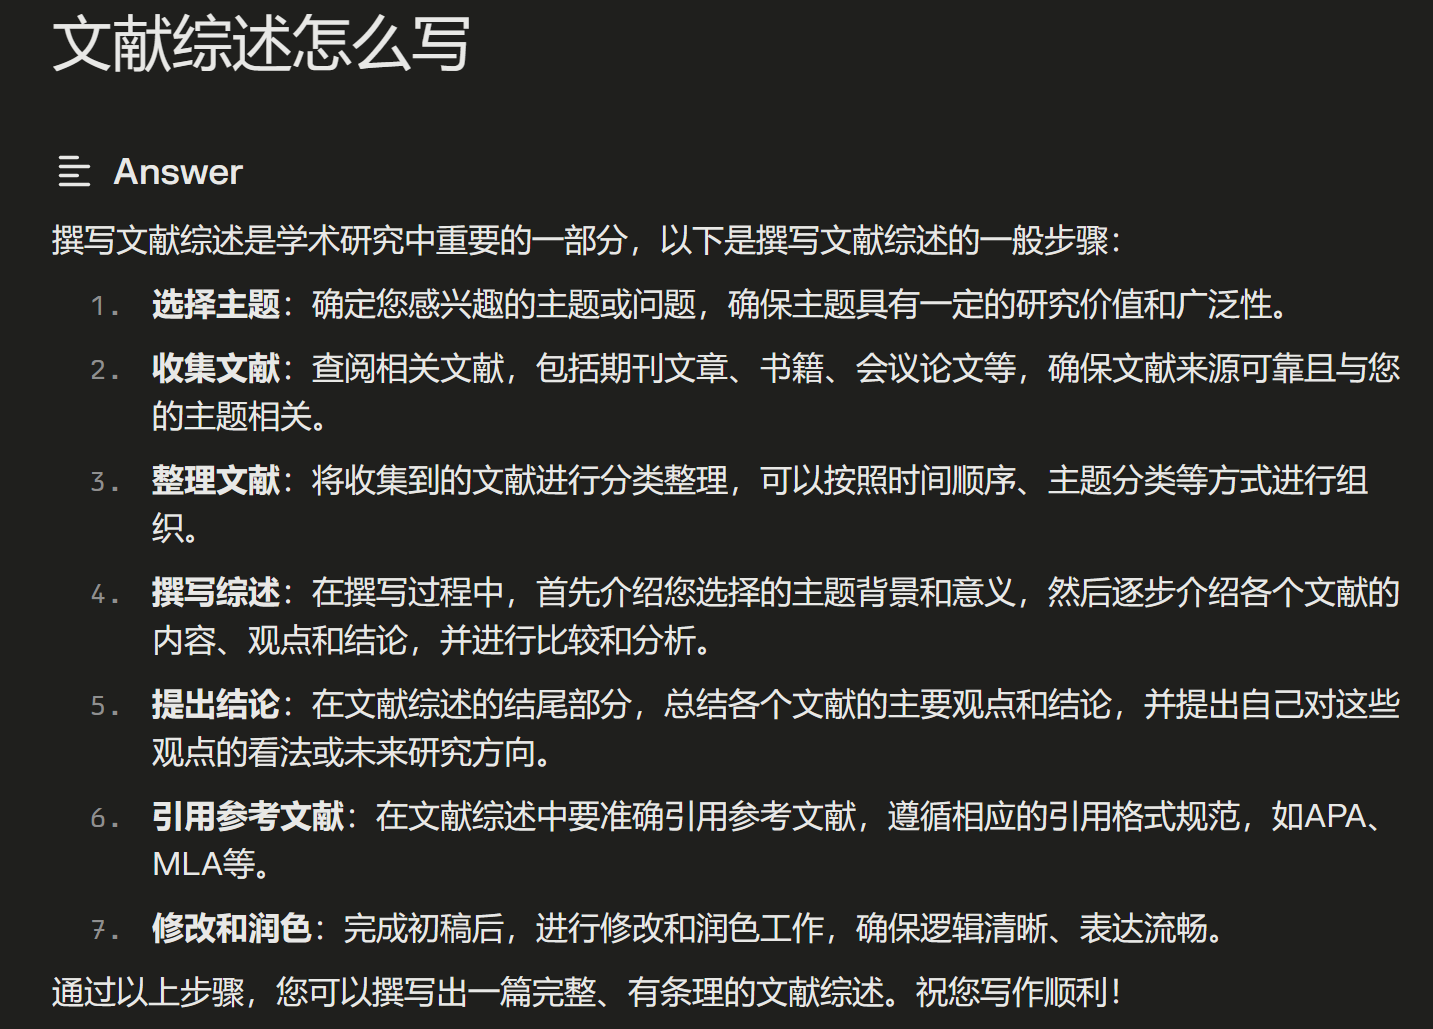 文献综述怎么写
Answer
撰写文献综述是学术研究中重要的一部分，以下是撰写文献综述的一般步骤：
1. 选择主题：确定您感兴趣的主题或问题，确保主题具有一定的研究价值和广泛性。
2. 收集文献：查阅相关文献，包括期刊文章、书籍、会议论文等，确保文献来源可靠且与您
的主题相关。
3. 整理文献：将收集到的文献进行分类整理，可以按照时间顺序、主题分类等方式进行组
织。
4. 撰写综述：在撰写过程中，首先介绍您选择的主题背景和意义，然后逐步介绍各个文献的
内容、观点和结论，并进行比较和分析。
5. 提出结论：在文献综述的结尾部分，总结各个文献的主要观点和结论，并提出自己对这些
观点的看法或未来研究方向。
6. 引用参考文献：在文献综述中要准确引用参考文献，遵循相应的引用格式规范，如APA、
MLA等。
7. 修改和润色：完成初稿后，进行修改和润色工作，确保逻辑清晰、表达流畅。
通过以上步骤，您可以撰写出一篇完整、有条理的文献综述。祝您写作顺利！